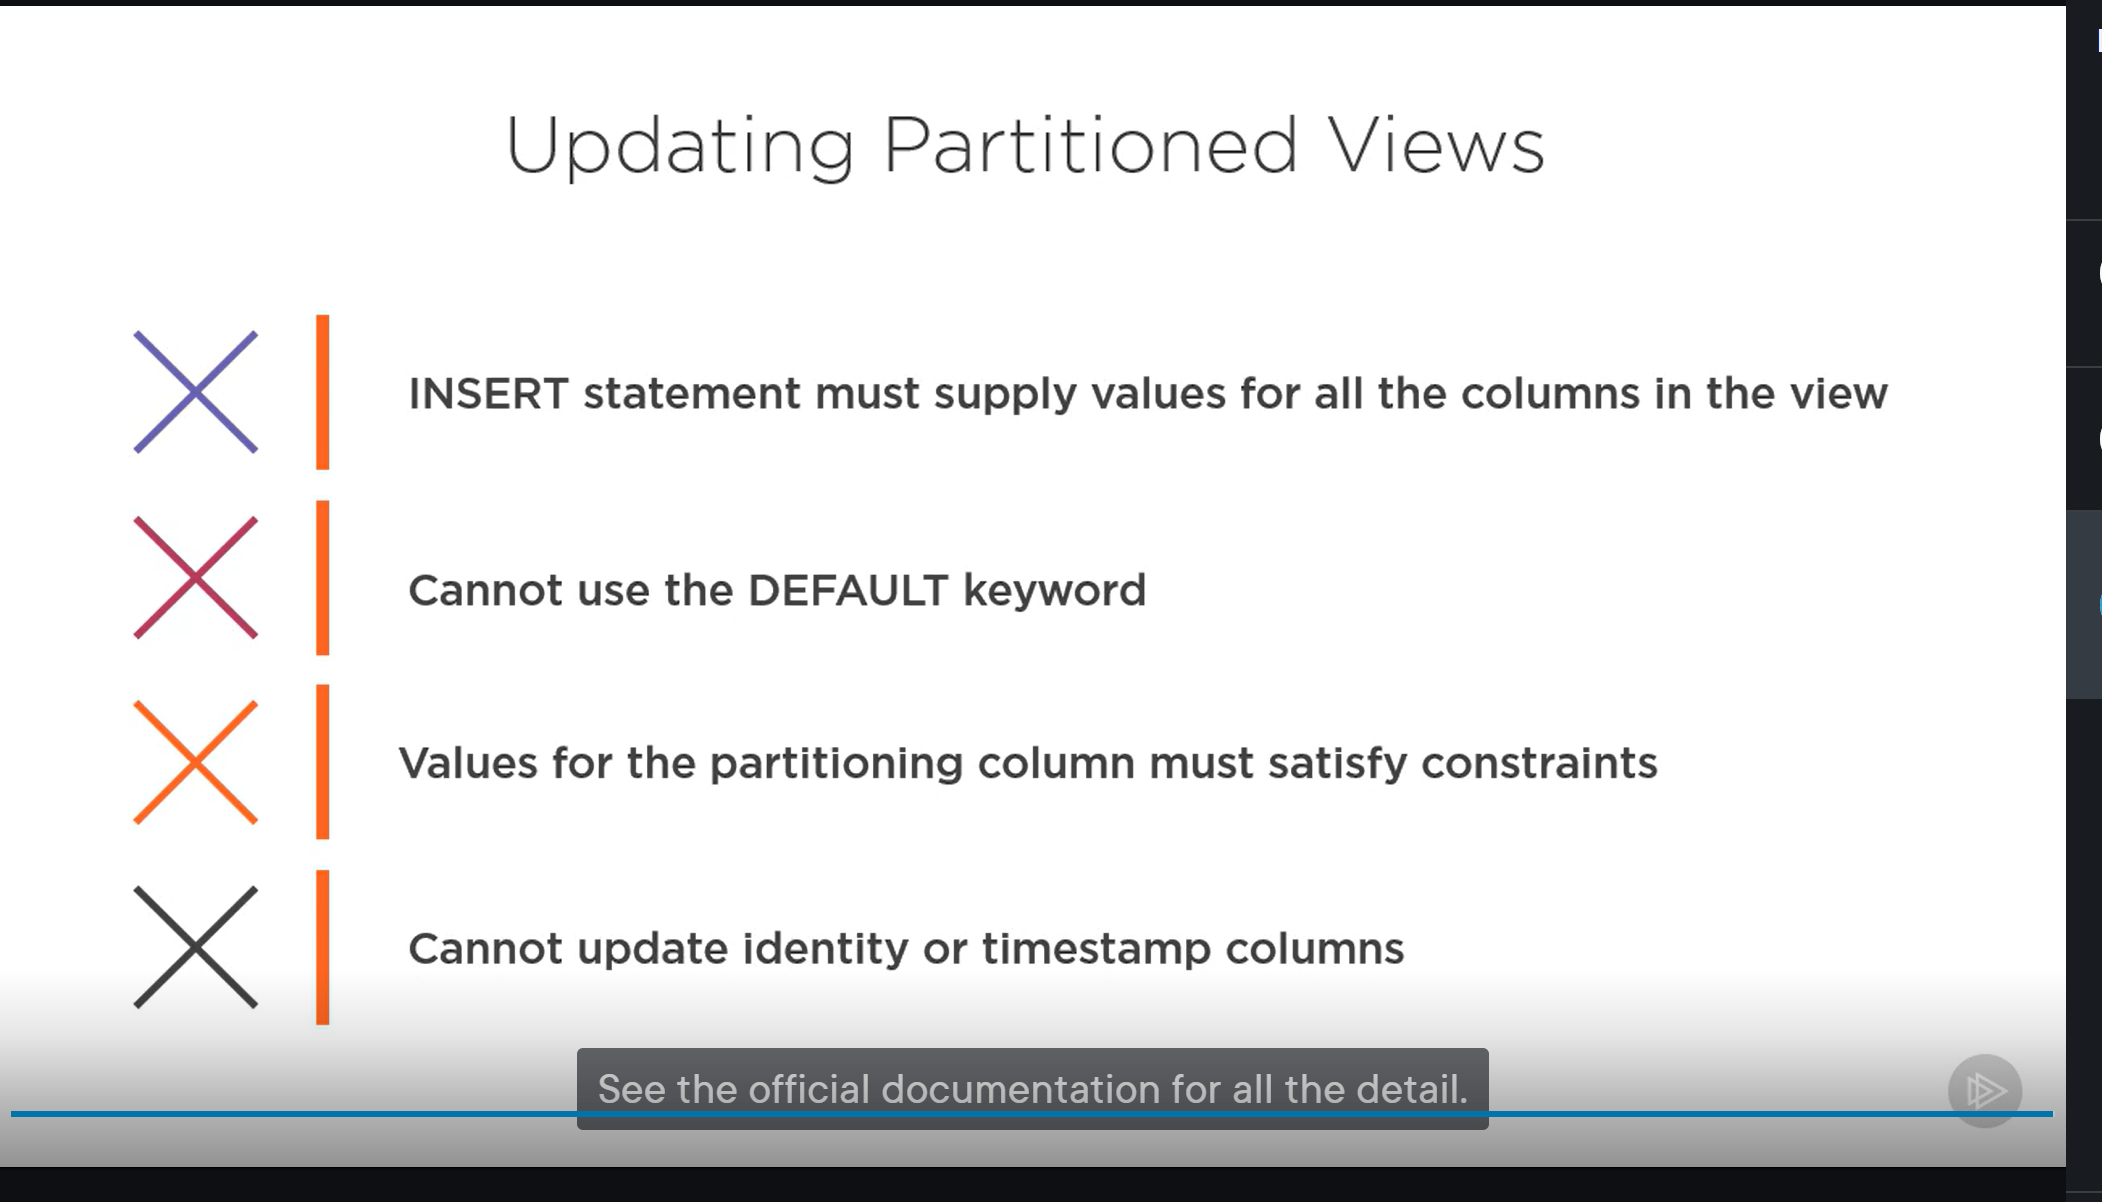 Updating Partitioned Views
INSERT statement must supply values for all the columns in the view
Cannot use the DEFAULT keyword
Values for the partitioning column must satisfy constraints
Cannot update identity or timestamp columns
See the official documentation for all the detail.